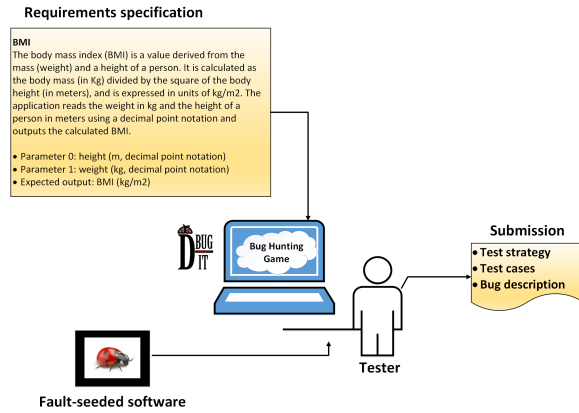 Requirements specification
BMI
The body mass index (BMI) is a value derived from the
mass (weight) and a height of a person. It is calculated as
the body mass (in Kg) divided by the square of the body
height (in meters), and is expressed in units of kg/m2. The
application reads the weight in kg and the height of a
person in meters using a decimal point notation and
outputs the calculated BMI.
● Parameter 0: height (m, decimal point notation)
● Parameter 1: weight (kg, decimal point notation)
● Expected output: BMI (kg/m2)
DBUG
IT
Bug Hunting
Game
Submission
● Test strategy
● Test cases
● Bug description
Tester
Fault-seeded software